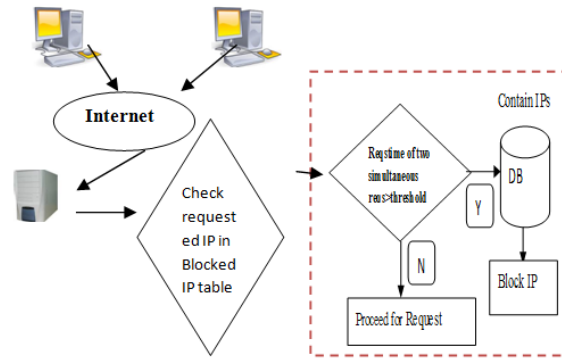 Internet
Check
request
ed IP in
Blocked
IP table
Contain IPs
Reqstime of two
simultaneous
reus>threshold
DB
Y
N
Block IP
Proceed for Request